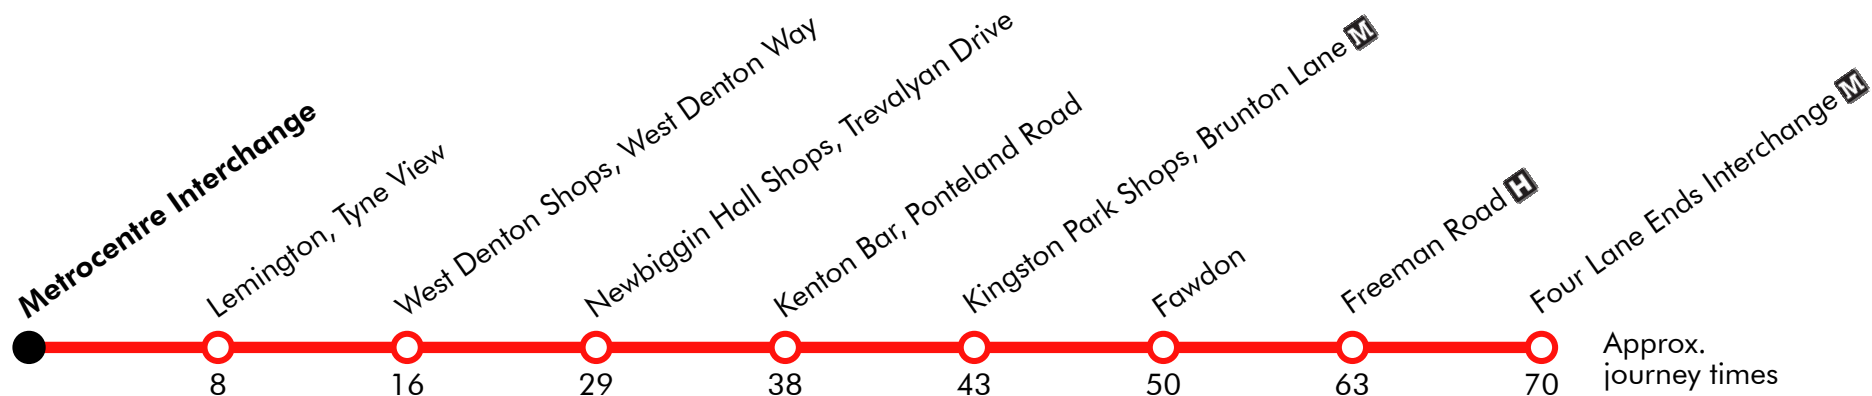 Metrocentre Interchange
Lemington, Tyne View
West Denton Shops, West Denton Way
Newbiggin Hall Shops, Trevalyan Drive
Kenton Bar, Ponteland Road
Kingston Park Shops, Brunton Lane M
Fawdon
Freeman Road H
Four Lane Ends Interchange M
8 16 29 38 43 50 63 70
Approx.
journey times